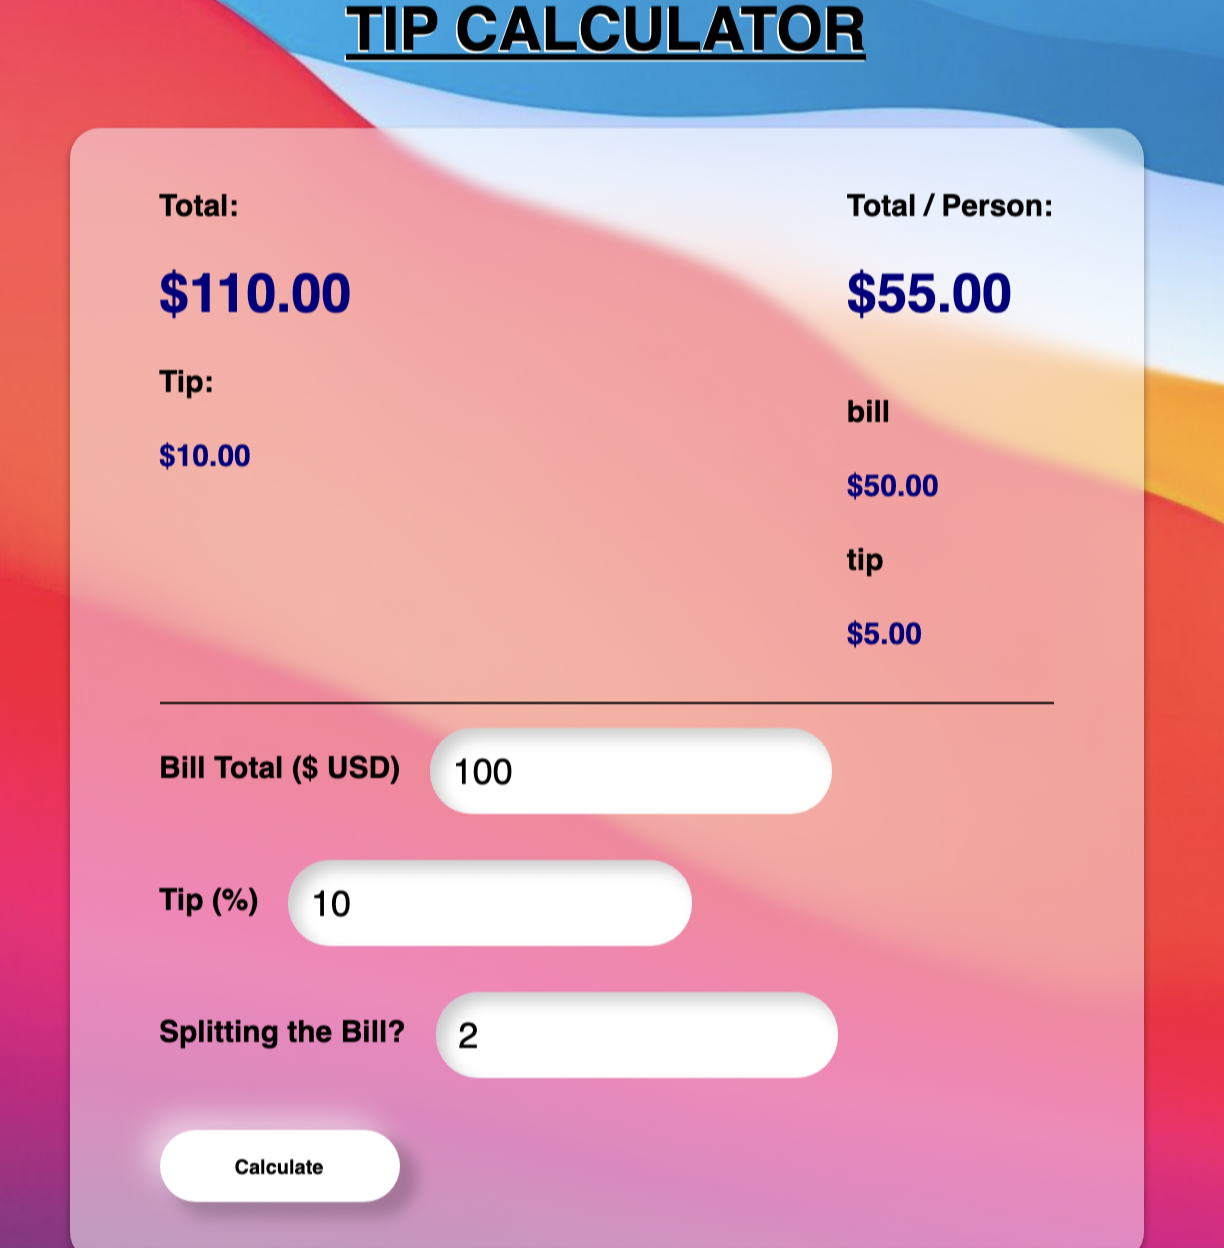 TIP CALCULATOR
Total:
$110.00
Tip:
$10.00
Total / Person:
$55.00
bill
$50.00
tip
$5.00
Bill Total ($ USD)
100
Tip (%)
10
Splitting the Bill?
2
Calculate